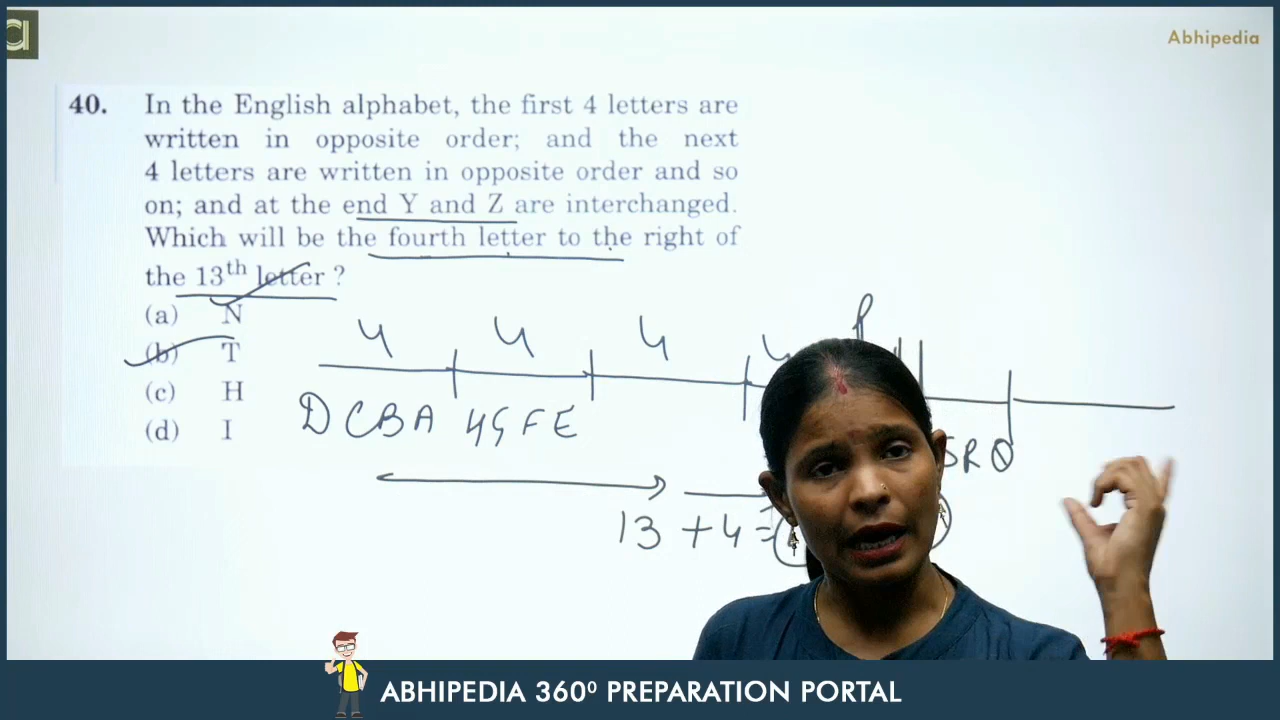 Abhipedia
40. In the English alphabet, the first 4 letters are
written in opposite order; and the next
4 letters are written in opposite order and so
on; and at the end Y and Z are interchanged.
Which will be the fourth letter to the right of
the 13th letter ?
(a) N
(b) T
(c) H
(d) I
4 4 4 4 P
DCBA HGFE SRQ
13 + 4 =
ABHIPEDIA 360⁰ PREPARATION PORTAL